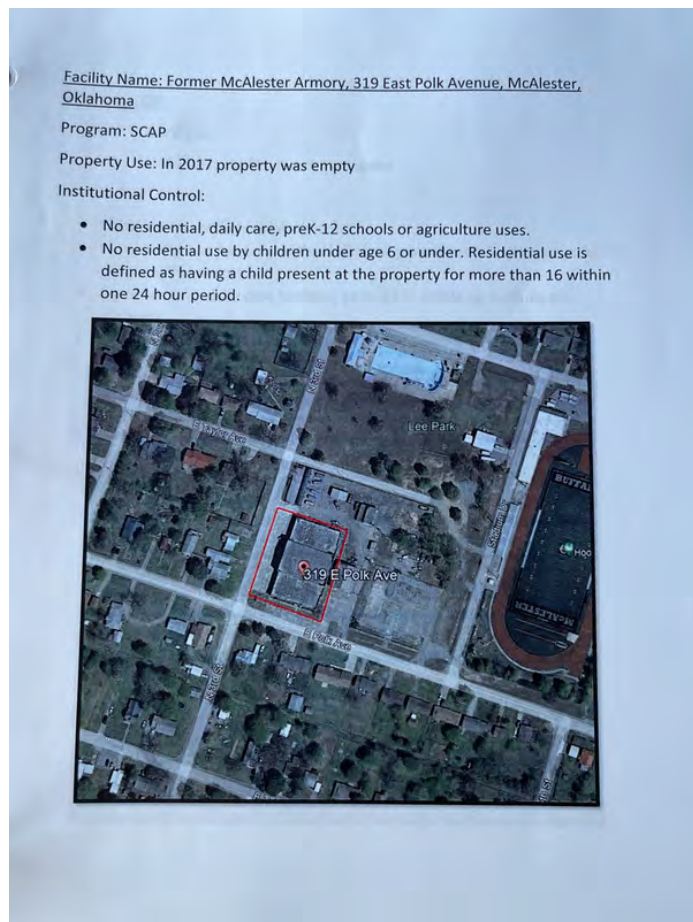 Facility Name: Former McAlester Armory, 319 East Polk Avenue, McAlester,
Oklahoma
Program: SCAP
Property Use: In 2017 property was empty
Institutional Control:
• No residential, daily care, preK-12 schools or agriculture uses.
• No residential use by children under age 6 or under. Residential use is
defined as having a child present at the property for more than 16 within
one 24 hour period.
Lee Park
E Taylor Ave
BUFFAL
319 E Polk Ave
McALESTER
E Polk Ave